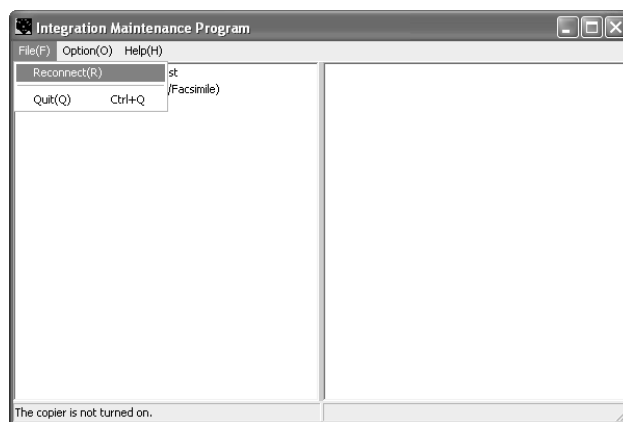 Integration Maintenance Program
File(F) Option(O) Help(H)
Reconnect(R) st
Quit(Q) Ctrl+Q /Facsimile)
The copier is not turned on.